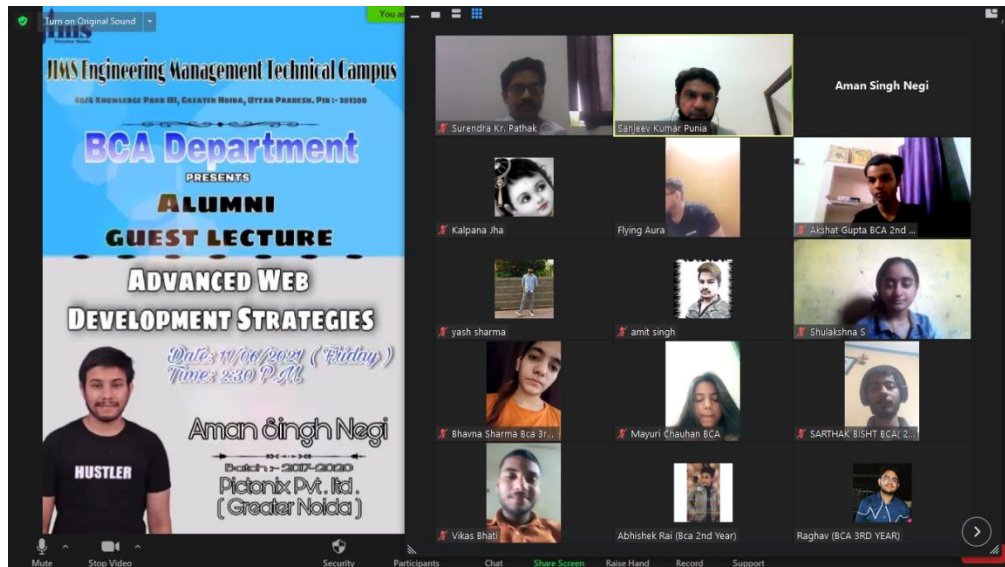 Turn on Original Sound
You ar
jims
Greater Noida
JIMS Engineering Management Technical Campus
BCA Department
PRESENTS
ALUMNI
GUEST LECTURE
ADVANCED WEB
DEVELOPMENT STRATEGIES
Date: 11/06/2021 ( Friday )
Time: 2:30 P.M.
Aman Singh Negi
Batch :- 2017-2020
Pictonix Pvt. ltd.
( Greater Noida )
HUSTLER
Surendra Kr. Pathak
Sanjeev Kumar Punia
Aman Singh Negi
Kalpana Jha
Flying Aura
Akshat Gupta BCA 2nd ...
yash sharma
amit singh
Shulakshna S
Bhavna Sharma Bca 3r...
Mayuri Chauhan BCA
SARTHAK BISHT BCA( 2...
Vikas Bhati
Abhishek Rai (Bca 2nd Year)
Raghav (BCA 3RD YEAR)
Mute
Stop Video
Security
Participants
Chat
Share Screen
Raise Hand
Record
Support